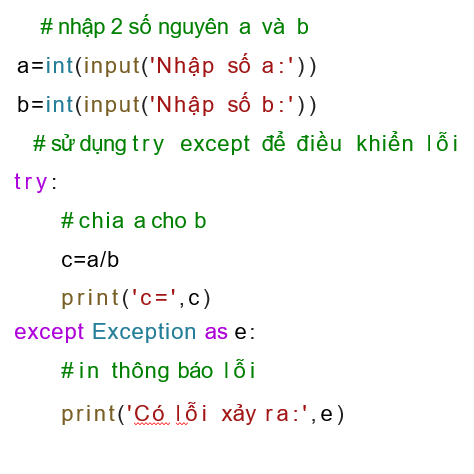 # nhập 2 số nguyên a và b
a=int(input('Nhập số a:'))
b=int(input('Nhập số b:'))
# sử dụng try except để điều khiển lỗi
try:
# chia a cho b
c=a/b
print('c=',c)
except Exception as e:
# in thông báo lỗi
print('Có lỗi xảy ra:',e)